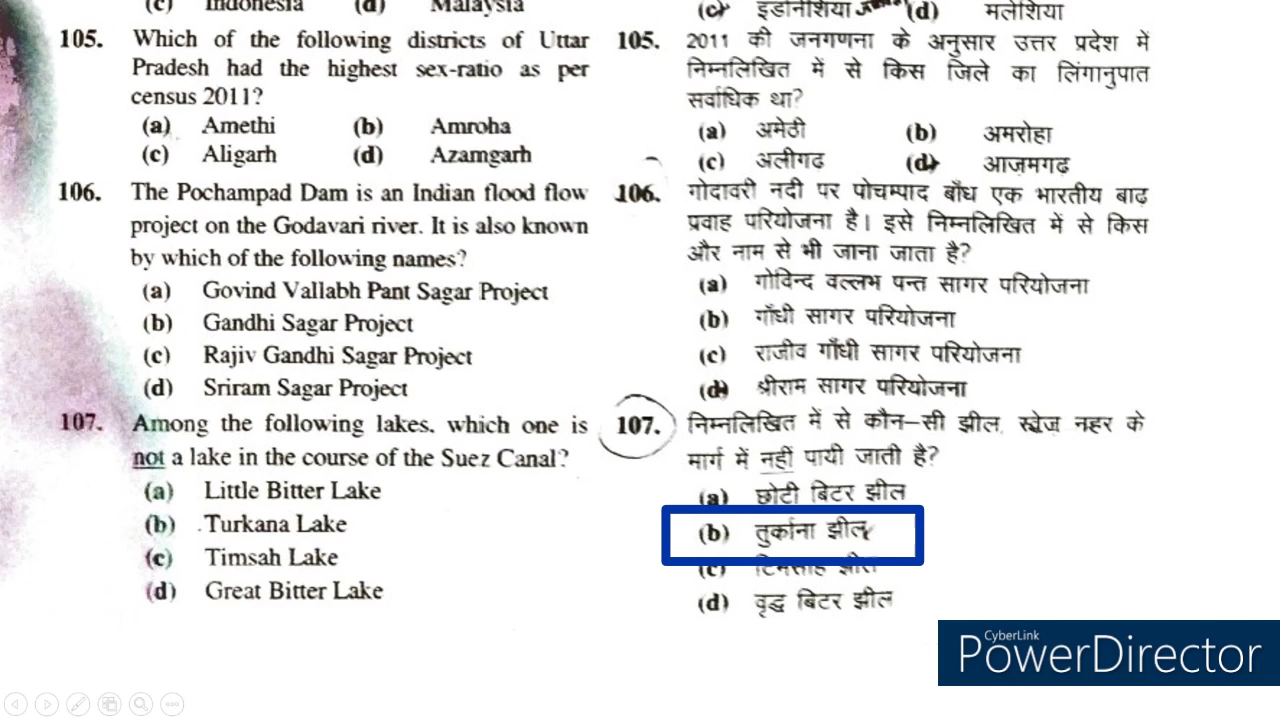 (c) Indonesia (d) Malaysia
105. Which of the following districts of Uttar
Pradesh had the highest sex-ratio as per
census 2011?
(a) Amethi (b) Amroha
(c) Aligarh (d) Azamgarh
106. The Pochampad Dam is an Indian flood flow
project on the Godavari river. It is also known
by which of the following names?
(a) Govind Vallabh Pant Sagar Project
(b) Gandhi Sagar Project
(c) Rajiv Gandhi Sagar Project
(d) Sriram Sagar Project
107. Among the following lakes, which one is
not a lake in the course of the Suez Canal?
(a) Little Bitter Lake
(b) Turkana Lake
(c) Timsah Lake
(d) Great Bitter Lake
(c) इंडोनेशिया (d) मलेशिया
105. 2011 की जनगणना के अनुसार उत्तर प्रदेश में
निम्नलिखित में से किस जिले का लिंगानुपात
सर्वाधिक था?
(a) अमेठी (b) अमरोहा
(c) अलीगढ़ (d) आज़मगढ़
106. गोदावरी नदी पर पोचम्पाद बाँध एक भारतीय बाढ़
प्रवाह परियोजना है। इसे निम्नलिखित में से किस
और नाम से भी जाना जाता है?
(a) गोविन्द वल्लभ पन्त सागर परियोजना
(b) गाँधी सागर परियोजना
(c) राजीव गाँधी सागर परियोजना
(d) श्रीराम सागर परियोजना
107. निम्नलिखित में से कौन-सी झील स्वेज नहर के
मार्ग में नहीं पायी जाती है?
(a) छोटी बिटर झील
(b) तुर्काना झील
(c) टिमसाह झील
(d) वृद्ध बिटर झील
CyberLink
PowerDirector